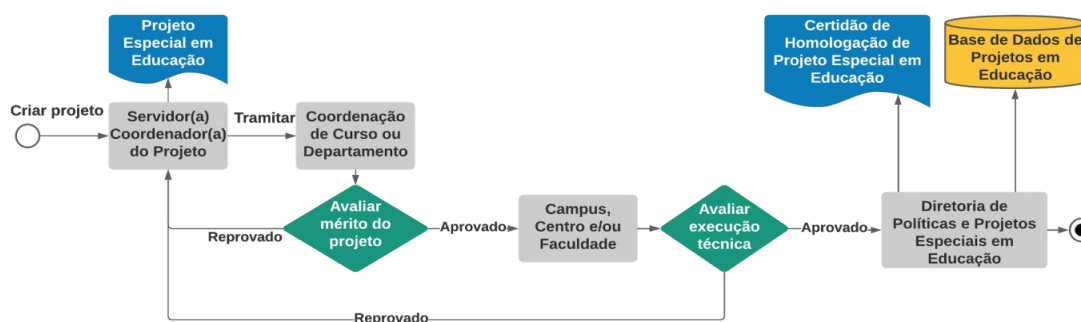 Projeto
Especial em
Educação
Criar projeto
Servidor(a)
Coordenador(a)
do Projeto
Tramitar
Coordenação
de Curso ou
Departamento
Avaliar
mérito do
projeto
Reprovado
Aprovado
Campus,
Centro e/ou
Faculdade
Avaliar
execução
técnica
Reprovado
Aprovado
Certidão de
Homologação de
Projeto Especial em
Educação
Base de Dados de
Projetos em
Educação
Diretoria de
Políticas e Projetos
Especiais em
Educação